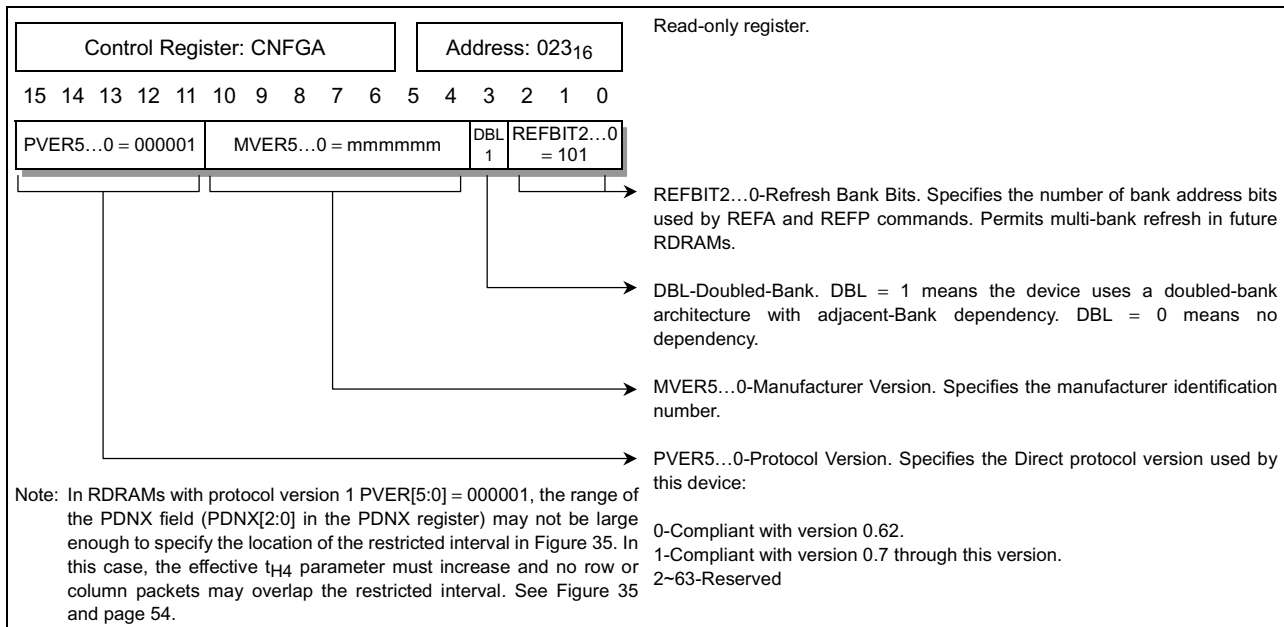 Control Register: CNFGA
Address: 023₁₆
15 14 13 12 11 10 9 8 7 6 5 4 3 2 1 0
PVER5…0 = 000001
MVER5…0 = mmmmmm
DBL
1
REFBIT2…0
= 101
Read-only register.
REFBIT2…0-Refresh Bank Bits. Specifies the number of bank address bits
used by REFA and REFP commands. Permits multi-bank refresh in future
RDRAMs.
DBL-Doubled-Bank. DBL = 1 means the device uses a doubled-bank
architecture with adjacent-Bank dependency. DBL = 0 means no
dependency.
MVER5…0-Manufacturer Version. Specifies the manufacturer identification
number.
PVER5…0-Protocol Version. Specifies the Direct protocol version used by
this device:
0-Compliant with version 0.62.
1-Compliant with version 0.7 through this version.
2~63-Reserved
Note: In RDRAMs with protocol version 1 PVER[5:0] = 000001, the range of
the PDNX field (PDNX[2:0] in the PDNX register) may not be large
enough to specify the location of the restricted interval in Figure 35. In
this case, the effective tH4 parameter must increase and no row or
column packets may overlap the restricted interval. See Figure 35
and page 54.